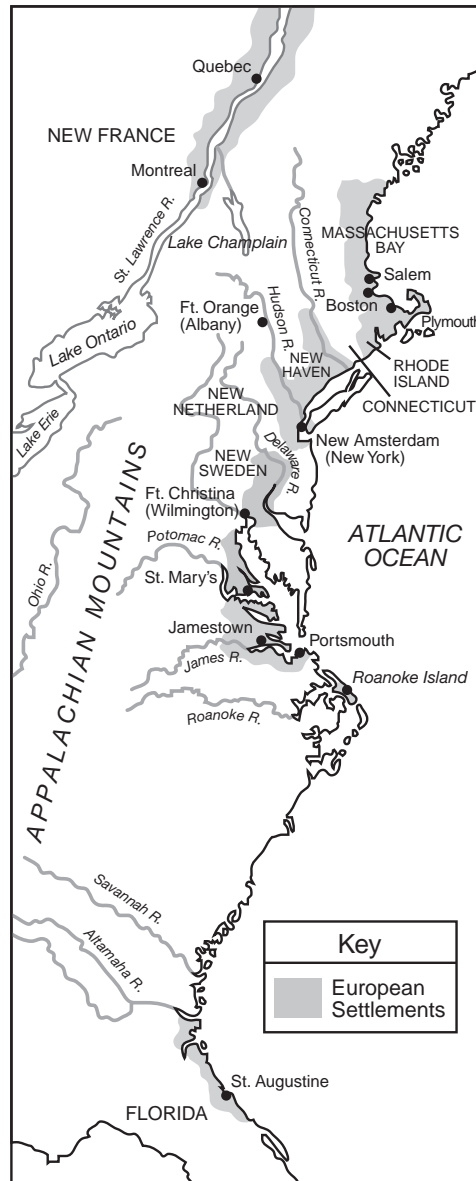 Quebec
NEW FRANCE
Montreal
St. Lawrence R.
Lake Champlain
Connecticut R.
MASSACHUSETTS
BAY
Salem
Boston
Plymouth
Ft. Orange
(Albany)
Hudson R.
Lake Ontario
NEW
HAVEN
RHODE
ISLAND
CONNECTICUT
Lake Erie
NEW
NETHERLAND
New Amsterdam
(New York)
NEW
SWEDEN
Delaware R.
Ft. Christina
(Wilmington)
ATLANTIC
OCEAN
Potomac R.
Ohio R.
APPALACHIAN MOUNTAINS
St. Mary's
Jamestown
Portsmouth
James R.
Roanoke Island
Roanoke R.
Savannah R.
Altamaha R.
Key
European
Settlements
St. Augustine
FLORIDA